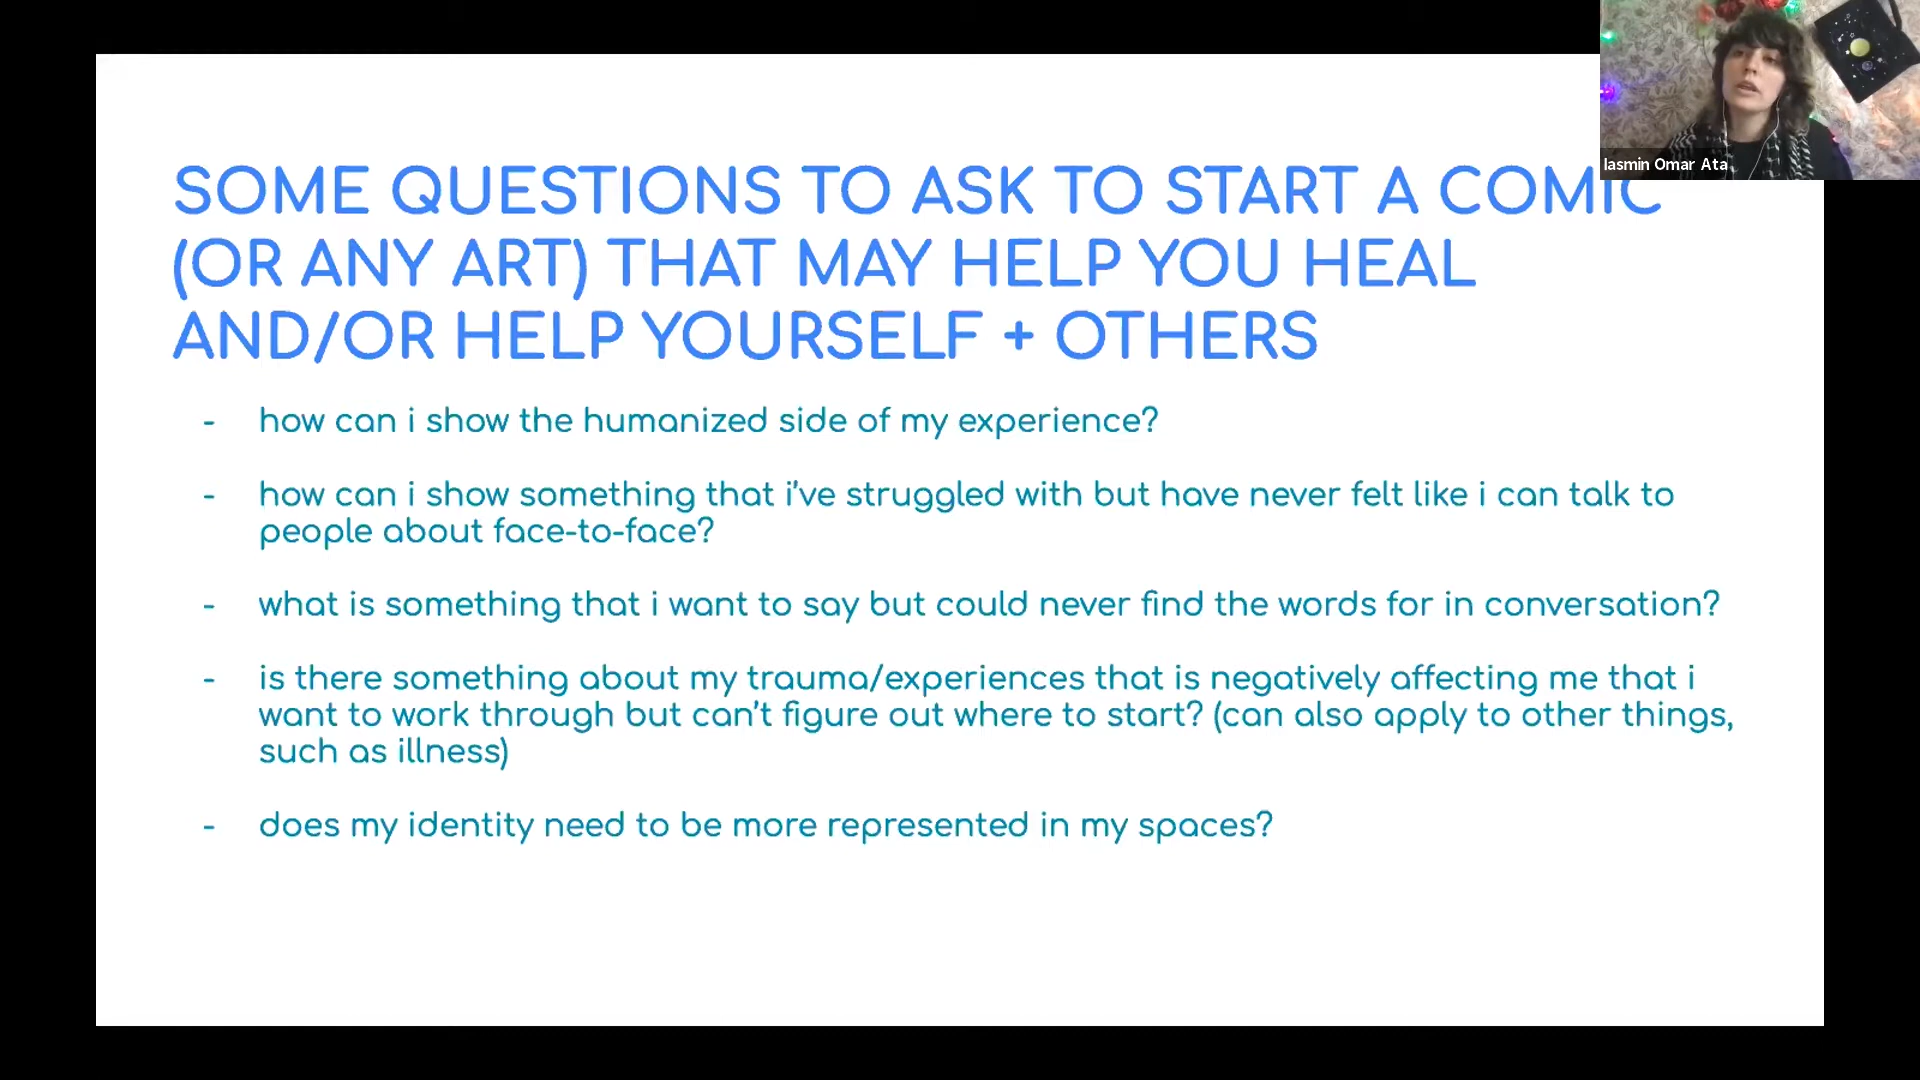 SOME QUESTIONS TO ASK TO START A COMIC
(OR ANY ART) THAT MAY HELP YOU HEAL
AND/OR HELP YOURSELF + OTHERS
- how can i show the humanized side of my experience?
- how can i show something that i've struggled with but have never felt like i can talk to
people about face-to-face?
- what is something that i want to say but could never find the words for in conversation?
- is there something about my trauma/experiences that is negatively affecting me that i
want to work through but can't figure out where to start? (can also apply to other things,
such as illness)
- does my identity need to be more represented in my spaces?
Iasmin Omar Ata